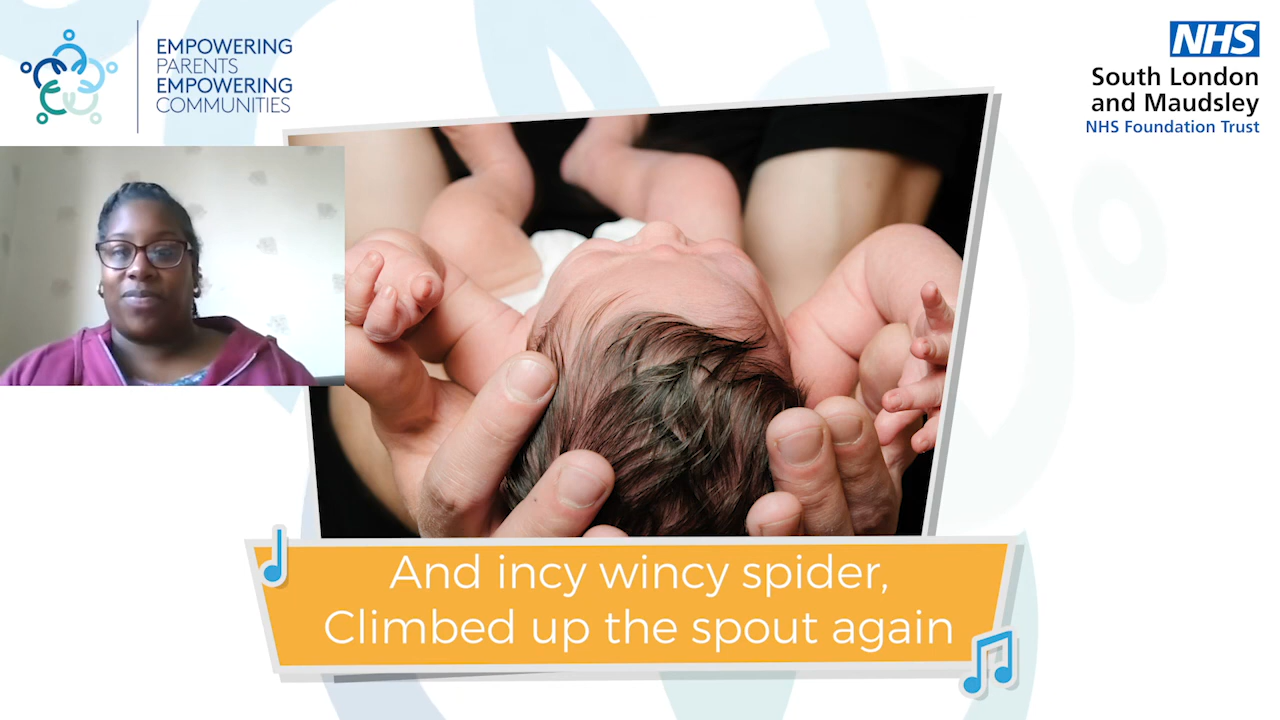 EMPOWERING
PARENTS
EMPOWERING
COMMUNITIES
NHS
South London
and Maudsley
NHS Foundation Trust
And incy wincy spider,
Climbed up the spout again